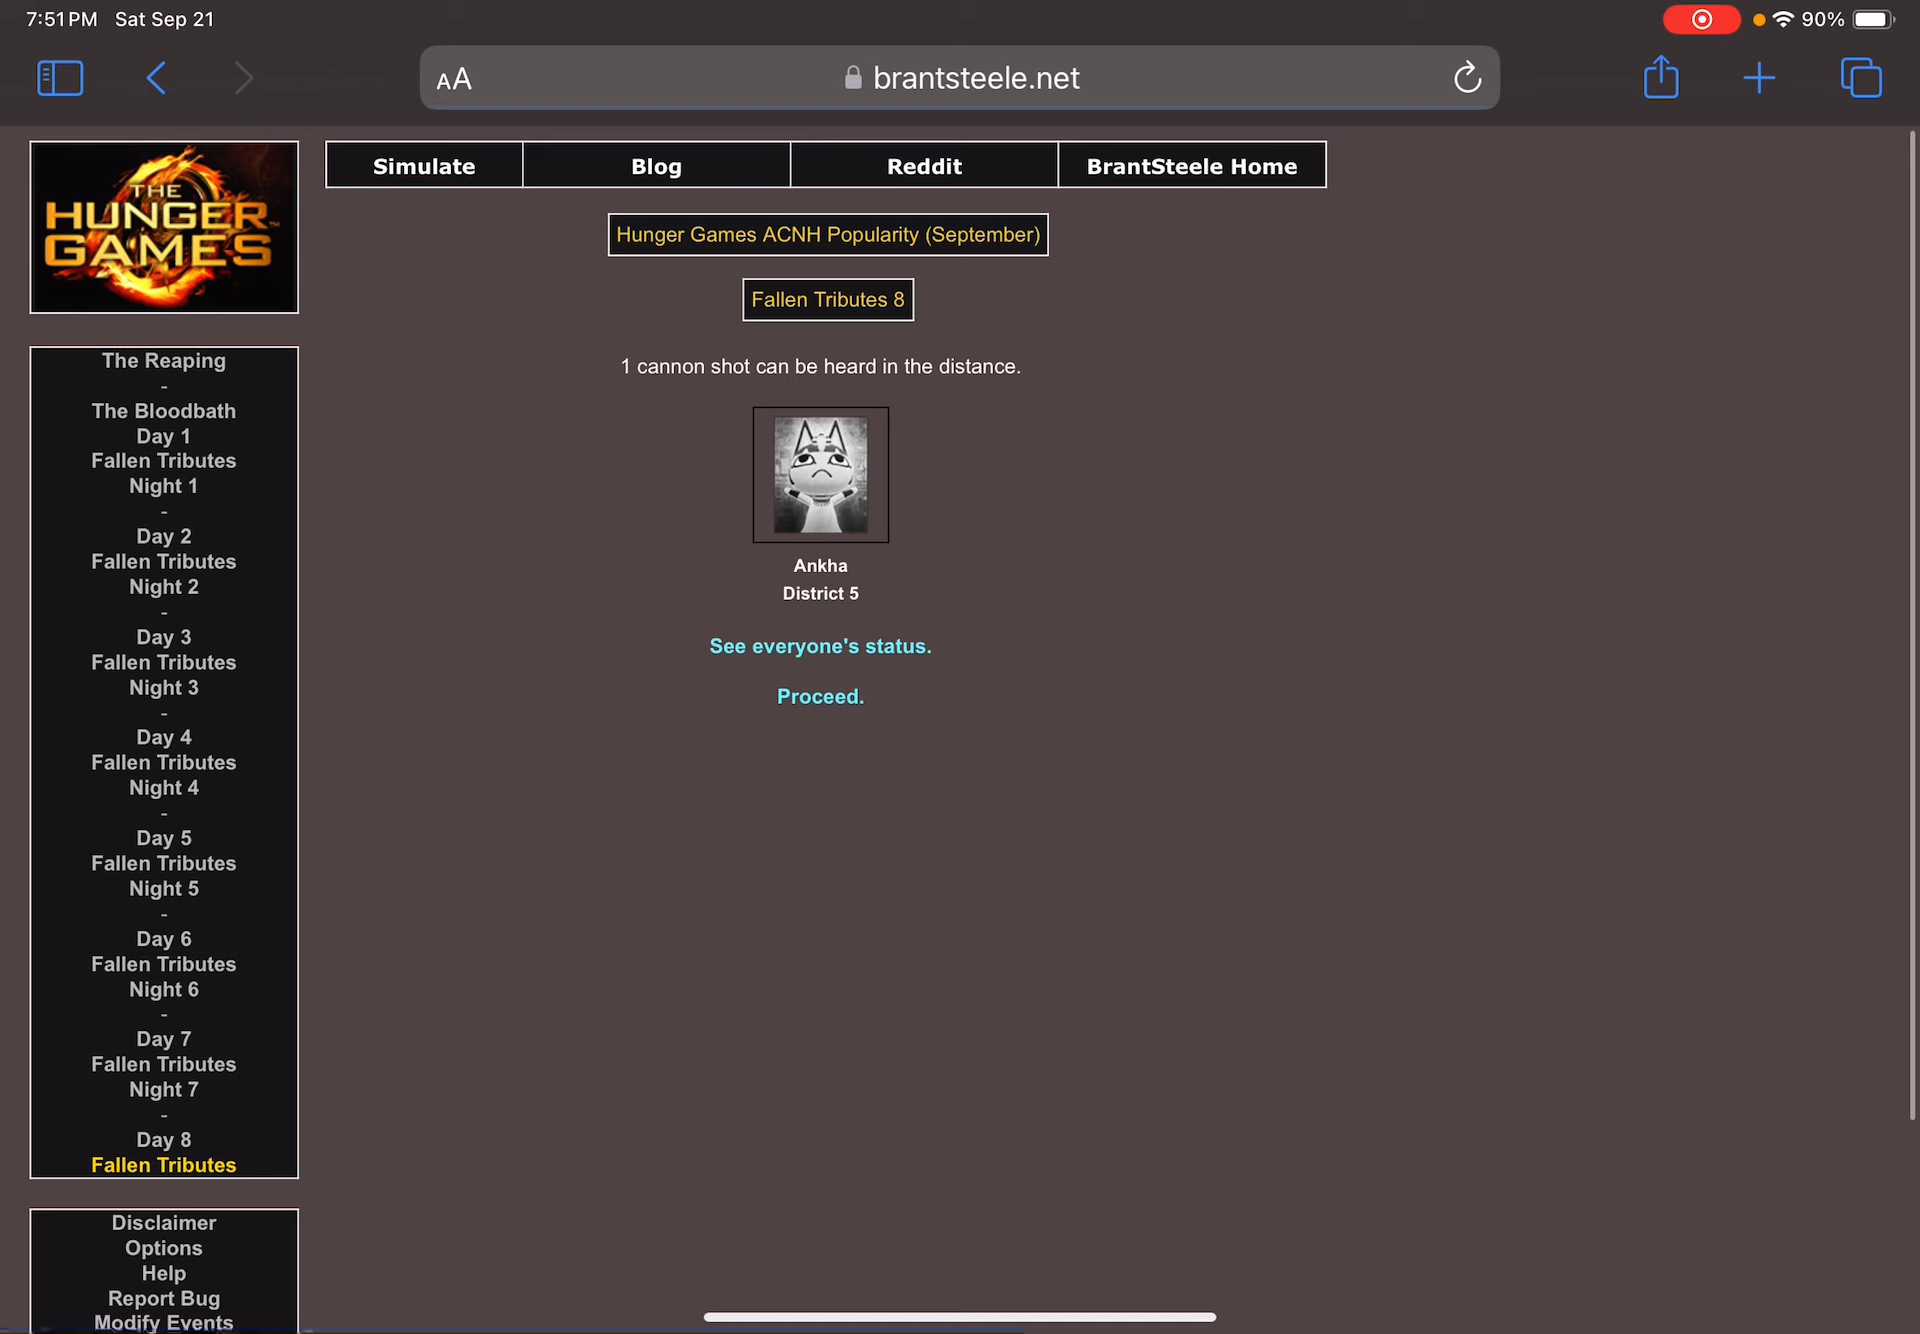 7:51 PM Sat Sep 21
90%
AA
brantsteele.net
THE
HUNGER
GAMES
Simulate
Blog
Reddit
BrantSteele Home
Hunger Games ACNH Popularity (September)
Fallen Tributes 8
1 cannon shot can be heard in the distance.
Ankha
District 5
See everyone's status.
Proceed.
The Reaping
-
The Bloodbath
Day 1
Fallen Tributes
Night 1
-
Day 2
Fallen Tributes
Night 2
-
Day 3
Fallen Tributes
Night 3
-
Day 4
Fallen Tributes
Night 4
-
Day 5
Fallen Tributes
Night 5
-
Day 6
Fallen Tributes
Night 6
-
Day 7
Fallen Tributes
Night 7
-
Day 8
Fallen Tributes
Disclaimer
Options
Help
Report Bug
Modify Events